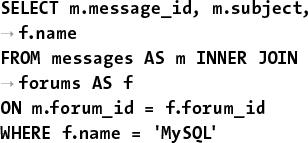 SELECT m.message_id, m.subject,
→ f.name
FROM messages AS m INNER JOIN
→ forums AS f
ON m.forum_id = f.forum_id
WHERE f.name = 'MySQL'